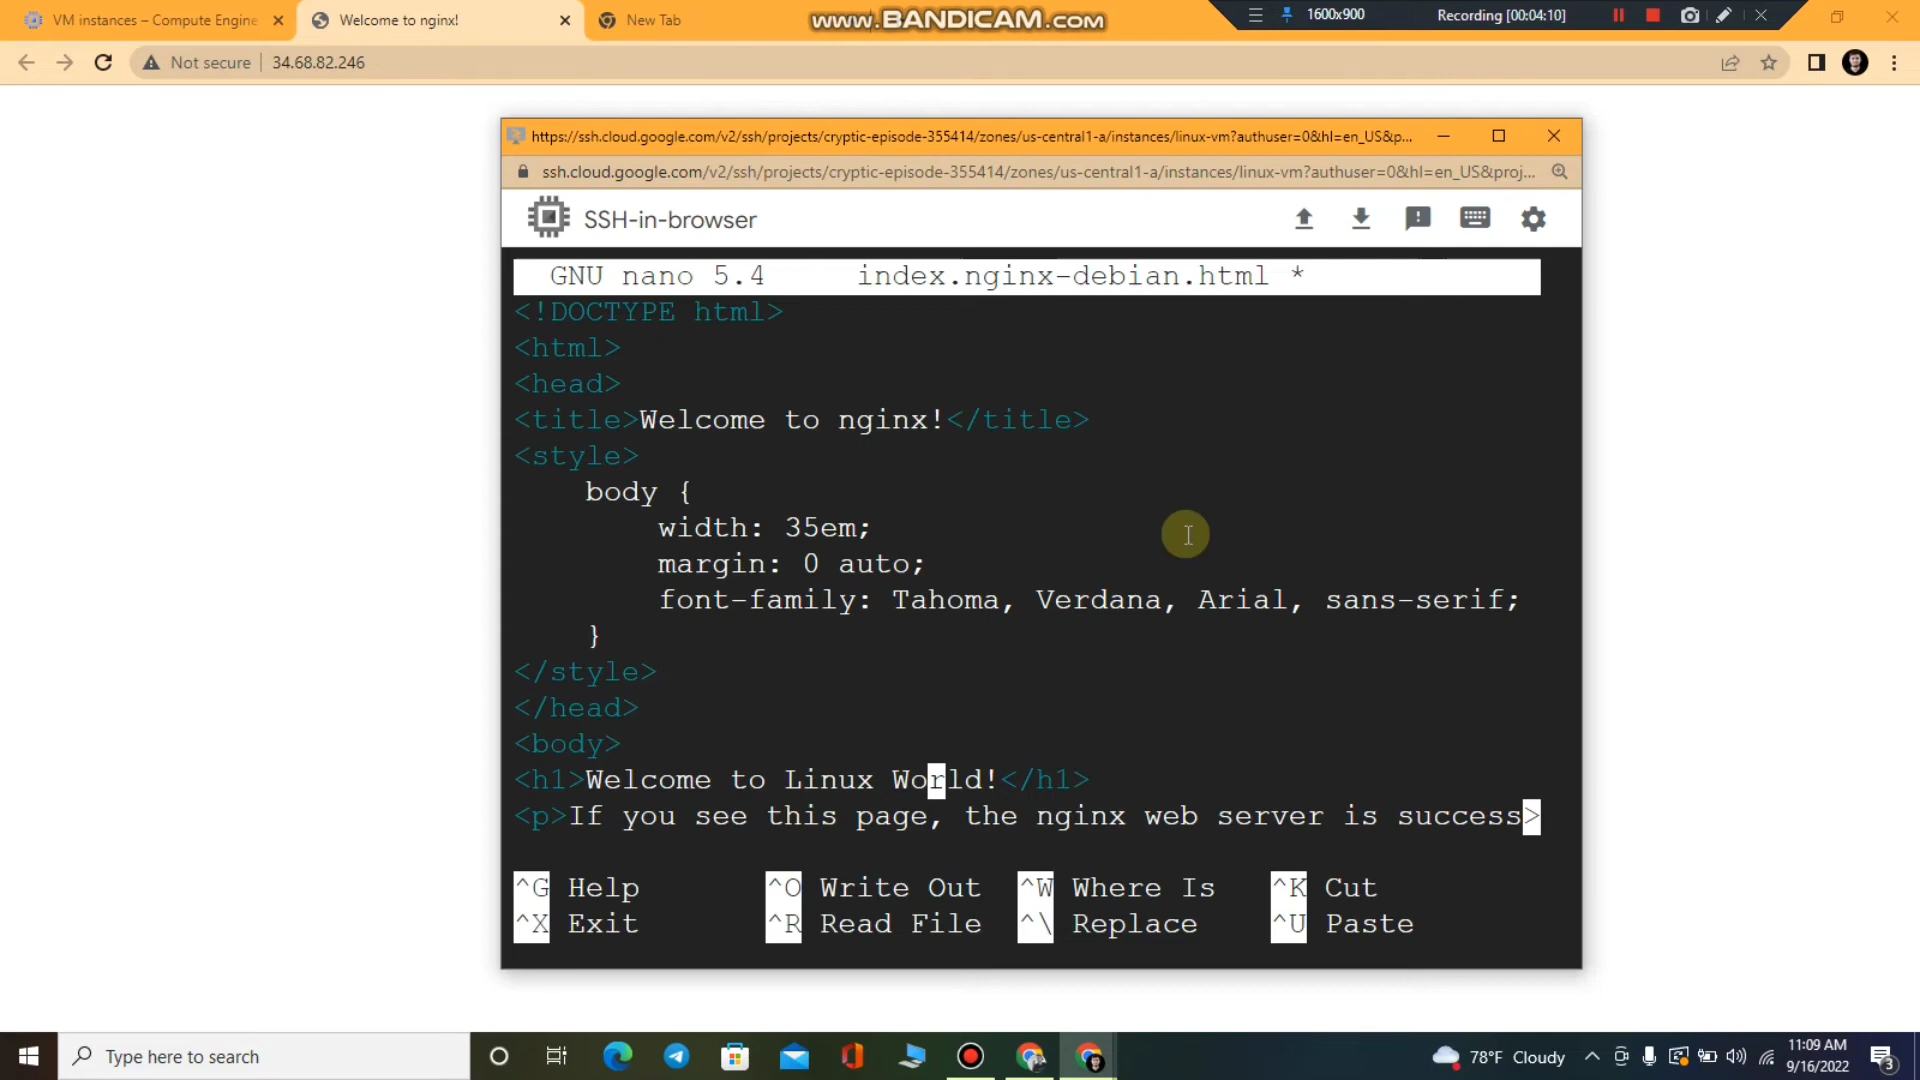 VM instances – Compute Engine
Welcome to nginx!
New Tab
www.BANDICAM.com
1600x900
Recording [00:04:10]
Not secure
34.68.82.246
https://ssh.cloud.google.com/v2/ssh/projects/cryptic-episode-355414/zones/us-central1-a/instances/linux-vm?authuser=0&hl=en_US&p...
ssh.cloud.google.com/v2/ssh/projects/cryptic-episode-355414/zones/us-central1-a/instances/linux-vm?authuser=0&hl=en_US&proj...
SSH-in-browser
GNU nano 5.4 index.nginx-debian.html *
<!DOCTYPE html>
<html>
<head>
<title>Welcome to nginx!</title>
<style>
body {
width: 35em;
margin: 0 auto;
font-family: Tahoma, Verdana, Arial, sans-serif;
}
</style>
</head>
<body>
<h1>Welcome to Linux World!</h1>
<p>If you see this page, the nginx web server is success>
^G Help ^O Write Out ^W Where Is ^K Cut
^X Exit ^R Read File ^\ Replace ^U Paste
Type here to search
78°F Cloudy
11:09 AM
9/16/2022
3